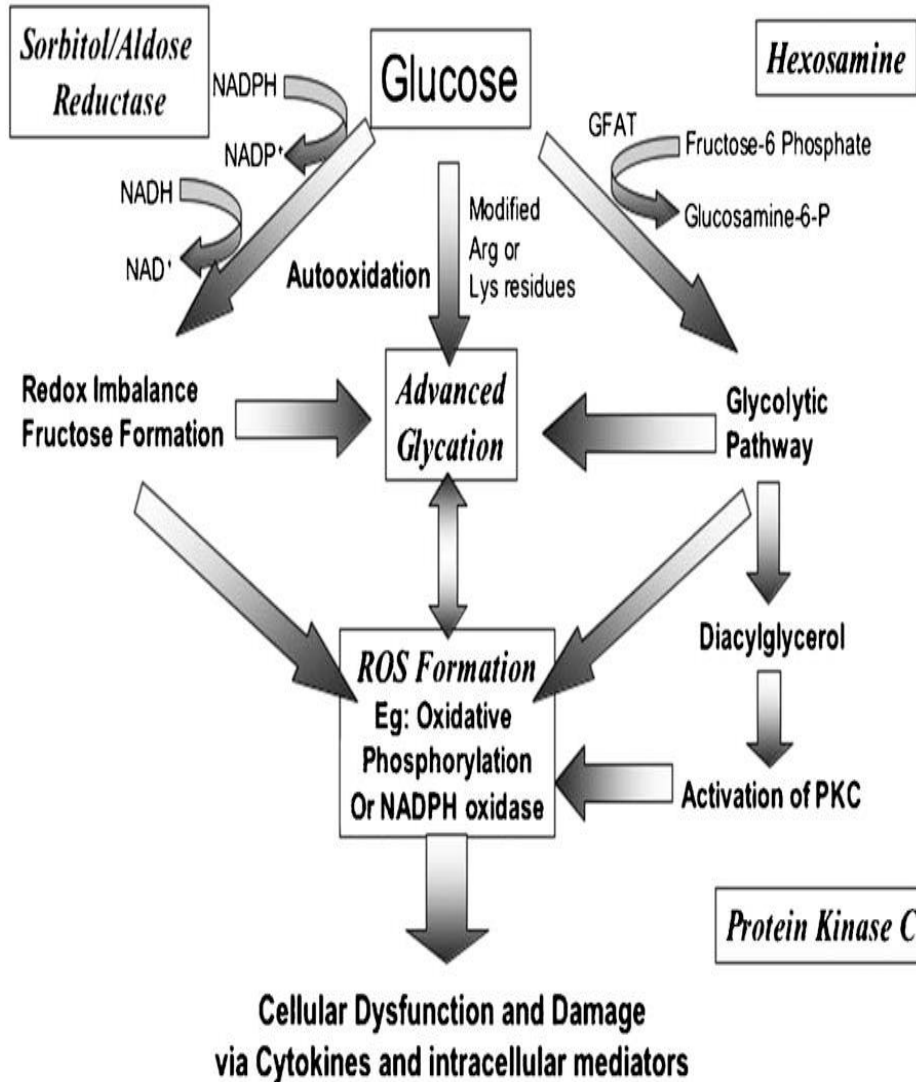 Sorbitol/Aldose
Reductase
Glucose
Hexosamine
NADPH
NADP⁺
NADH
NAD⁺
GFAT
Fructose-6 Phosphate
Glucosamine-6-P
Autooxidation
Modified
Arg or
Lys residues
Redox Imbalance
Fructose Formation
Advanced
Glycation
Glycolytic
Pathway
ROS Formation
Eg: Oxidative
Phosphorylation
Or NADPH oxidase
Diacylglycerol
Activation of PKC
Protein Kinase C
Cellular Dysfunction and Damage
via Cytokines and intracellular mediators